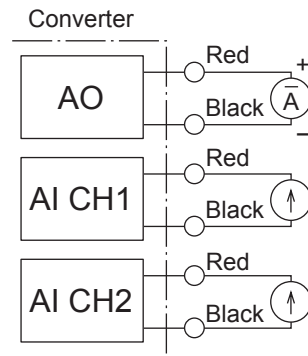 Converter
AO
Red
+
A
Black
−
AI CH1
Red
Black
AI CH2
Red
Black